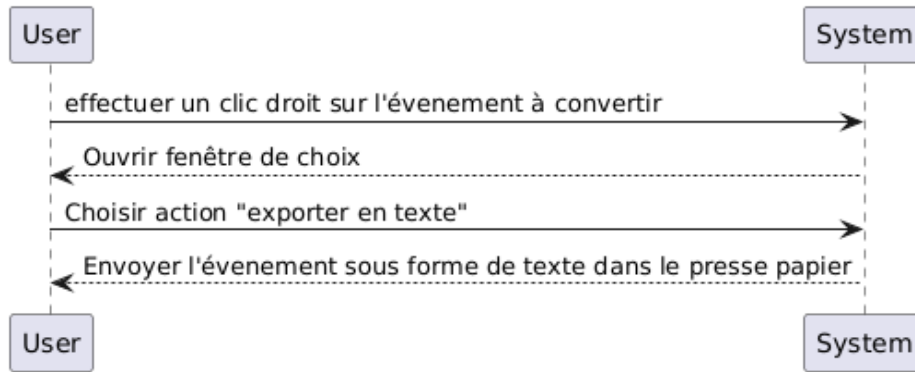 User System
effectuer un clic droit sur l'évenement à convertir
Ouvrir fenêtre de choix
Choisir action "exporter en texte"
Envoyer l'évenement sous forme de texte dans le presse papier
User System